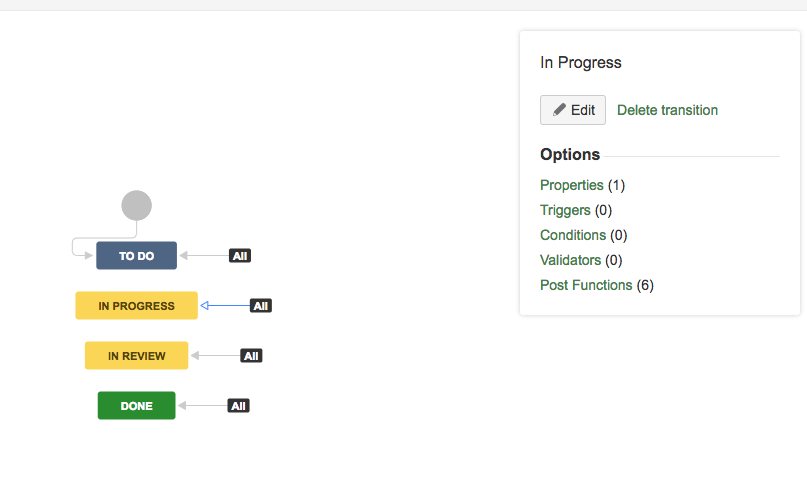 In Progress
Edit Delete transition
Options
Properties (1)
Triggers (0)
Conditions (0)
Validators (0)
Post Functions (6)
TO DO All
IN PROGRESS All
IN REVIEW All
DONE All